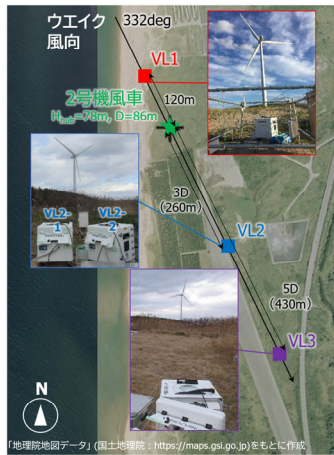 ウエイク
風向
332deg
VL1
120m
2号機風車
Hhub=78m, D=86m
3D
(260m)
VL2-
1
VL2-
2
VL2
5D
(430m)
VL3
N
「地理院地図データ」(国土地理院：https://maps.gsi.go.jp)をもとに作成